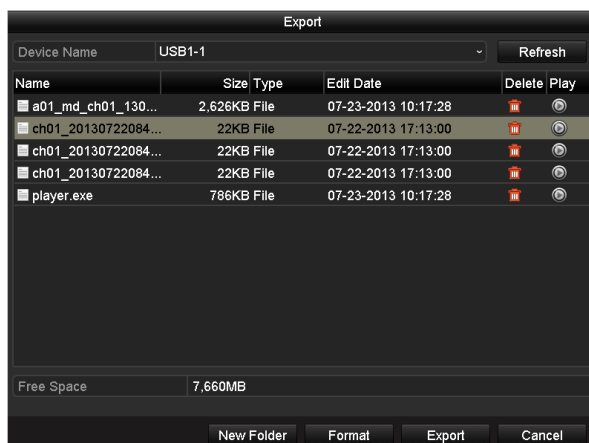 Export
Device Name USB1-1 Refresh
Name Size Type Edit Date Delete Play
a01_md_ch01_130... 2,626KB File 07-23-2013 10:17:28
ch01_20130722084... 22KB File 07-22-2013 17:13:00
ch01_20130722084... 22KB File 07-22-2013 17:13:00
ch01_20130722084... 22KB File 07-22-2013 17:13:00
player.exe 786KB File 07-23-2013 10:17:28
Free Space 7,660MB
New Folder Format Export Cancel